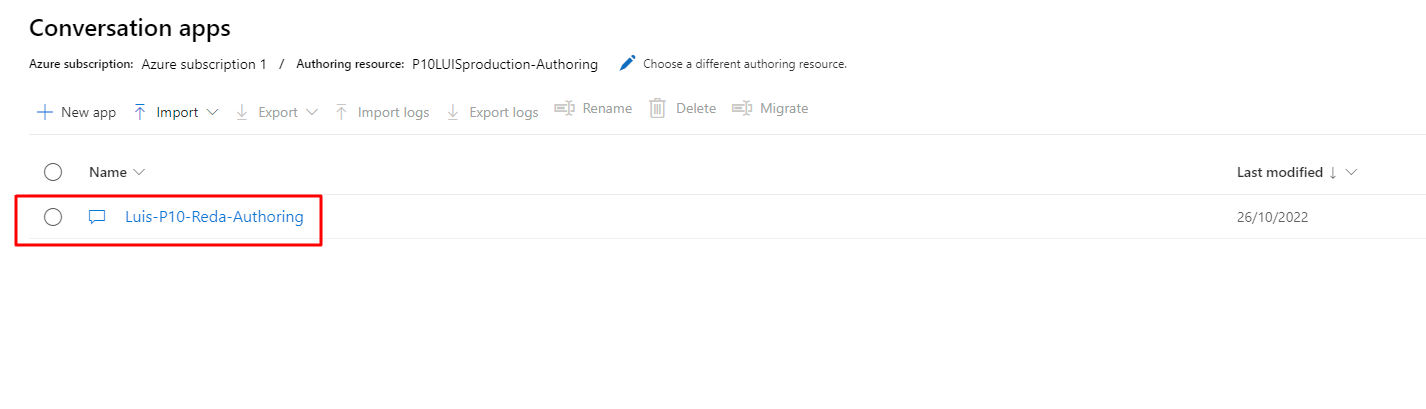 Conversation apps
Azure subscription: Azure subscription 1 / Authoring resource: P10LUISproduction-Authoring Choose a different authoring resource.
New app Import Export Import logs Export logs Rename Delete Migrate
Name Last modified ↓
Luis-P10-Reda-Authoring 26/10/2022